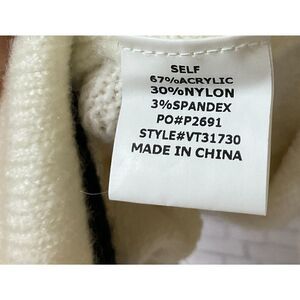 SELF
67%ACRYLIC
30%NYLON
3%SPANDEX
PO#P2691
STYLE#VT31730
MADE IN CHINA